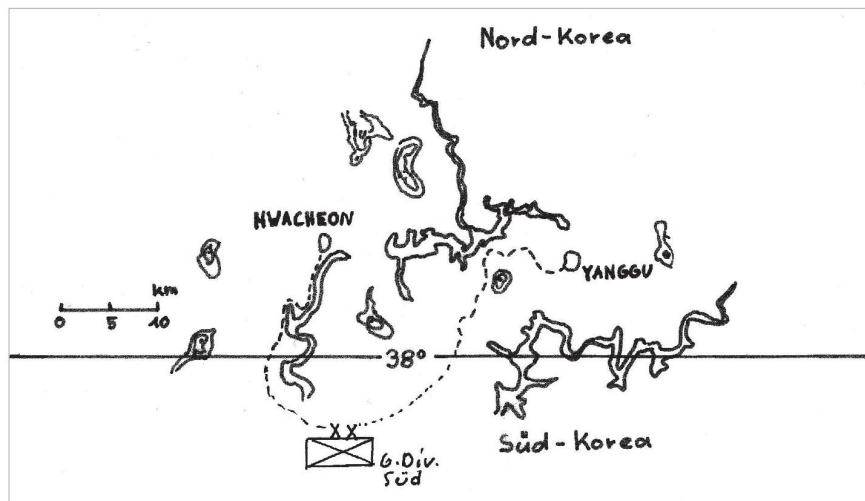 Nord-Korea
HWACHEON
YANGGU
km
0 5 10
38°
XX
6.Div.
Süd
Süd-Korea